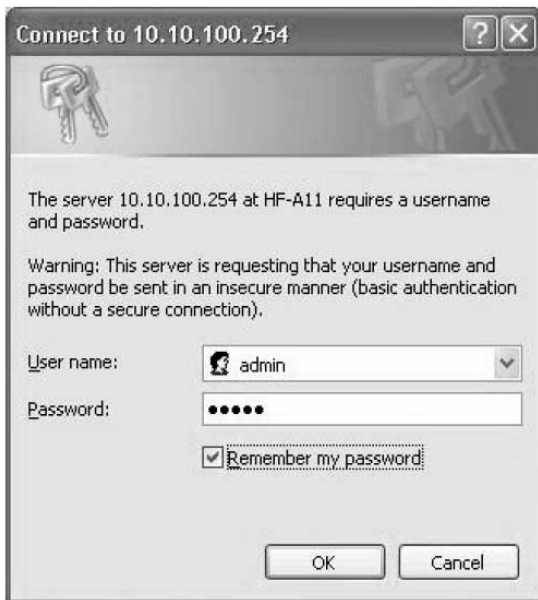 Connect to 10.10.100.254
The server 10.10.100.254 at HF-A11 requires a username
and password.
Warning: This server is requesting that your username and
password be sent in an insecure manner (basic authentication
without a secure connection).
User name:
admin
Password:
●●●●●
Remember my password
OK
Cancel